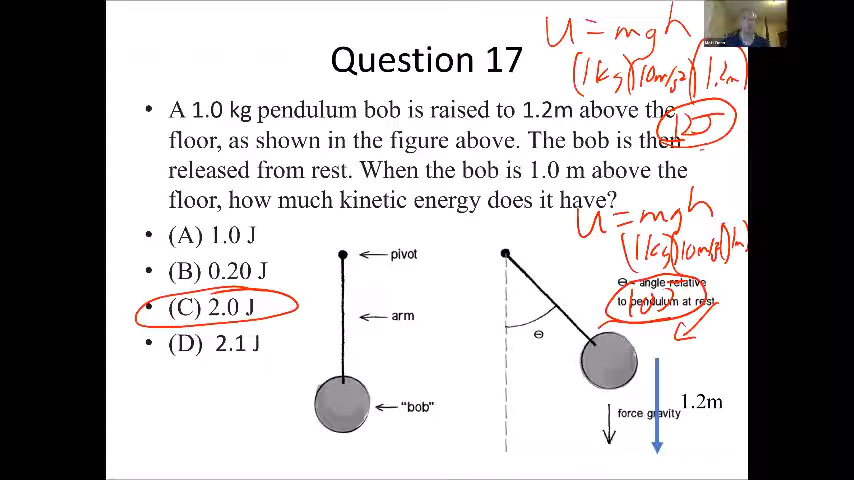 Question 17
U = mgh
(1kg)(10m/s²)(1.2m)
12J
• A 1.0 kg pendulum bob is raised to 1.2m above the
floor, as shown in the figure above. The bob is then
released from rest. When the bob is 1.0 m above the
floor, how much kinetic energy does it have?
• (A) 1.0 J
• (B) 0.20 J
• (C) 2.0 J
• (D) 2.1 J
U = mgh
(1kg)(10m/s²)(1m)
10J
pivot
arm
"bob"
Θ - angle relative
to pendulum at rest
Θ
force gravity
1.2m